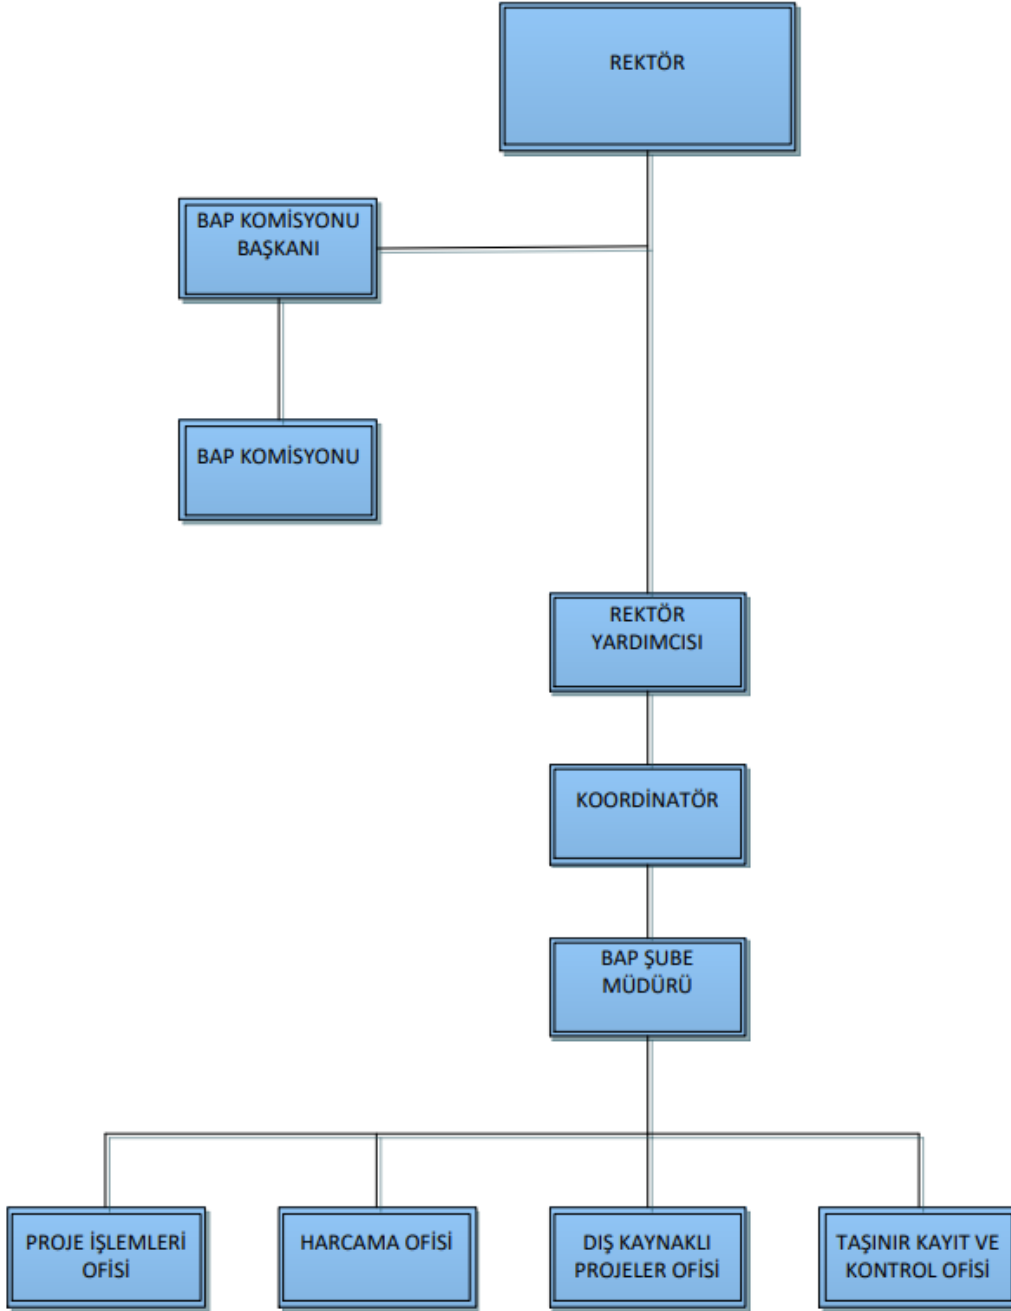 REKTÖR
BAP KOMİSYONU
BAŞKANI
BAP KOMİSYONU
REKTÖR
YARDIMCISI
KOORDİNATÖR
BAP ŞUBE
MÜDÜRÜ
PROJE İŞLEMLERİ
OFİSİ
HARCAMA OFİSİ
DIŞ KAYNAKLI
PROJELER OFİSİ
TAŞINIR KAYIT VE
KONTROL OFİSİ